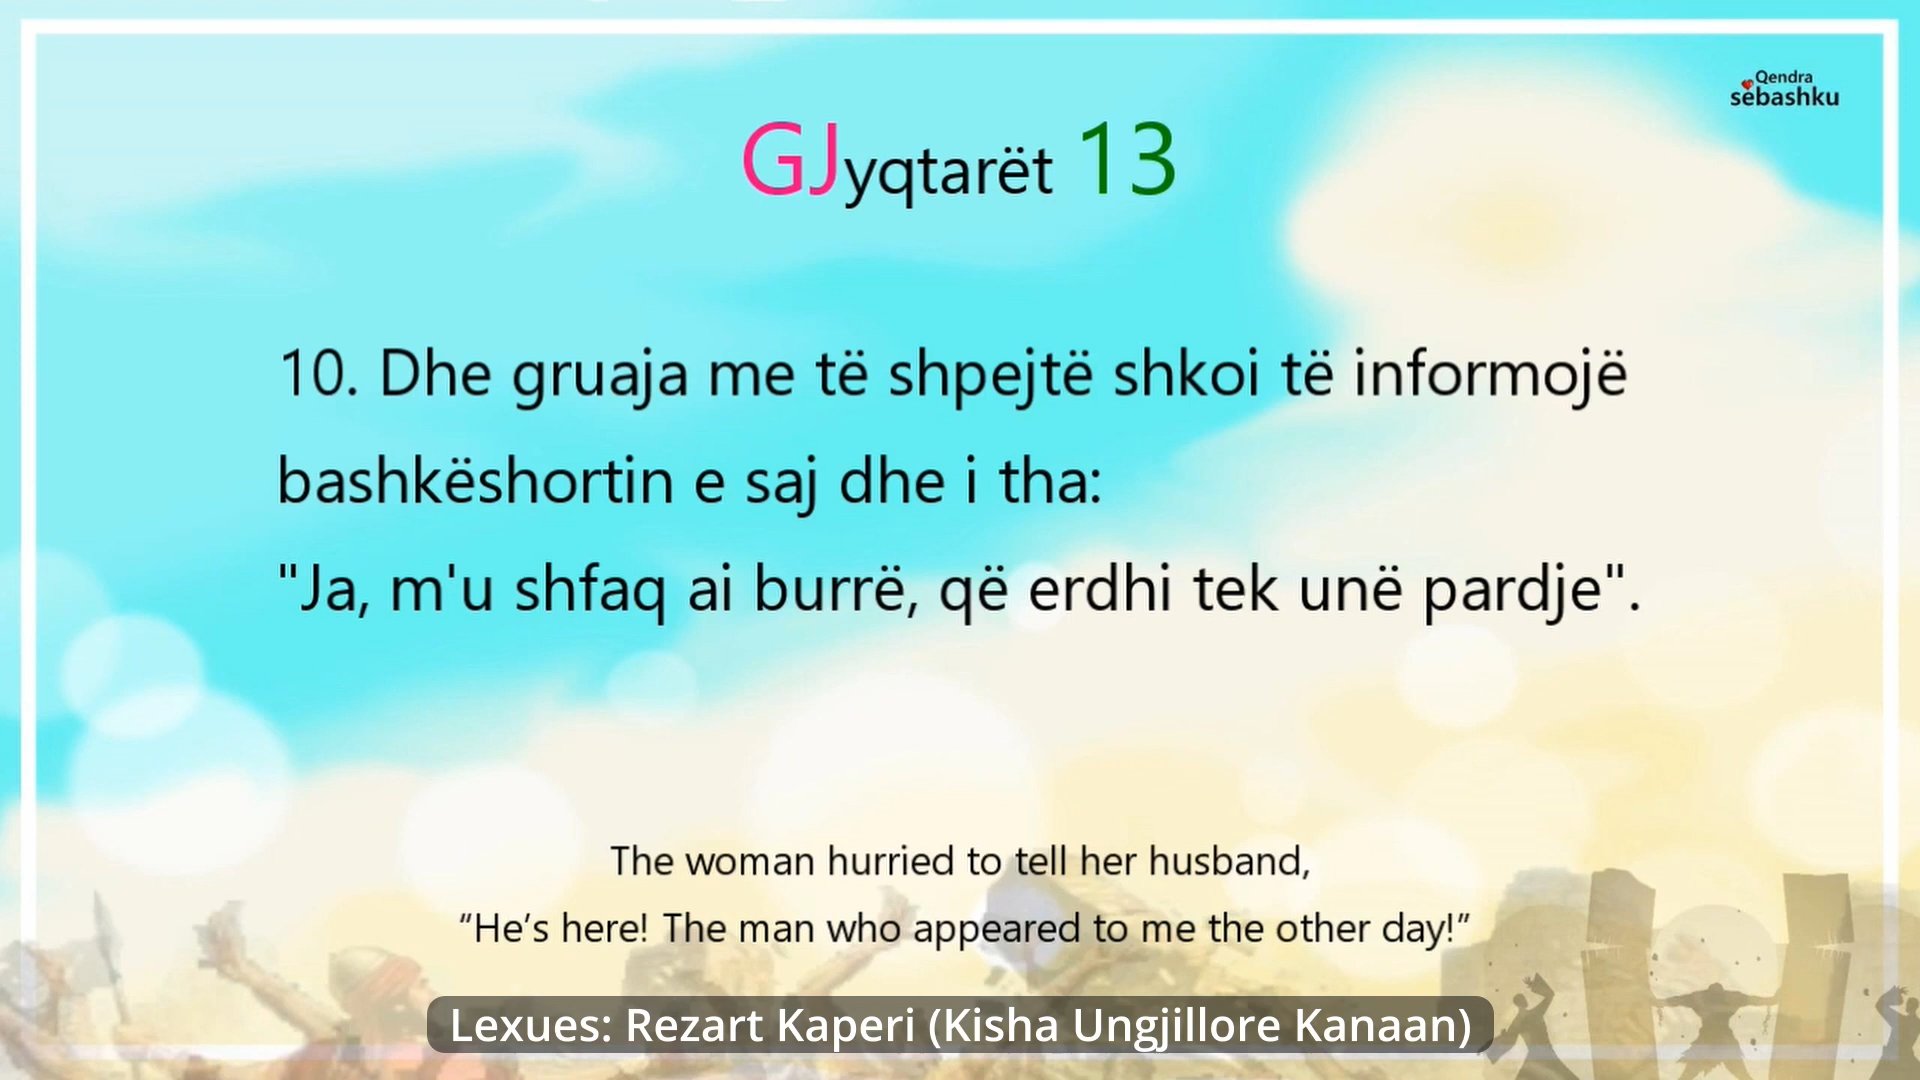 Qendra
sëbashku
GJyqtarët 13
10. Dhe gruaja me të shpejtë shkoi të informojë
bashkëshortin e saj dhe i tha:
"Ja, m'u shfaq ai burrë, që erdhi tek unë pardje".
The woman hurried to tell her husband,
“He’s here! The man who appeared to me the other day!”
Lexues: Rezart Kaperi (Kisha Ungjillore Kanaan)